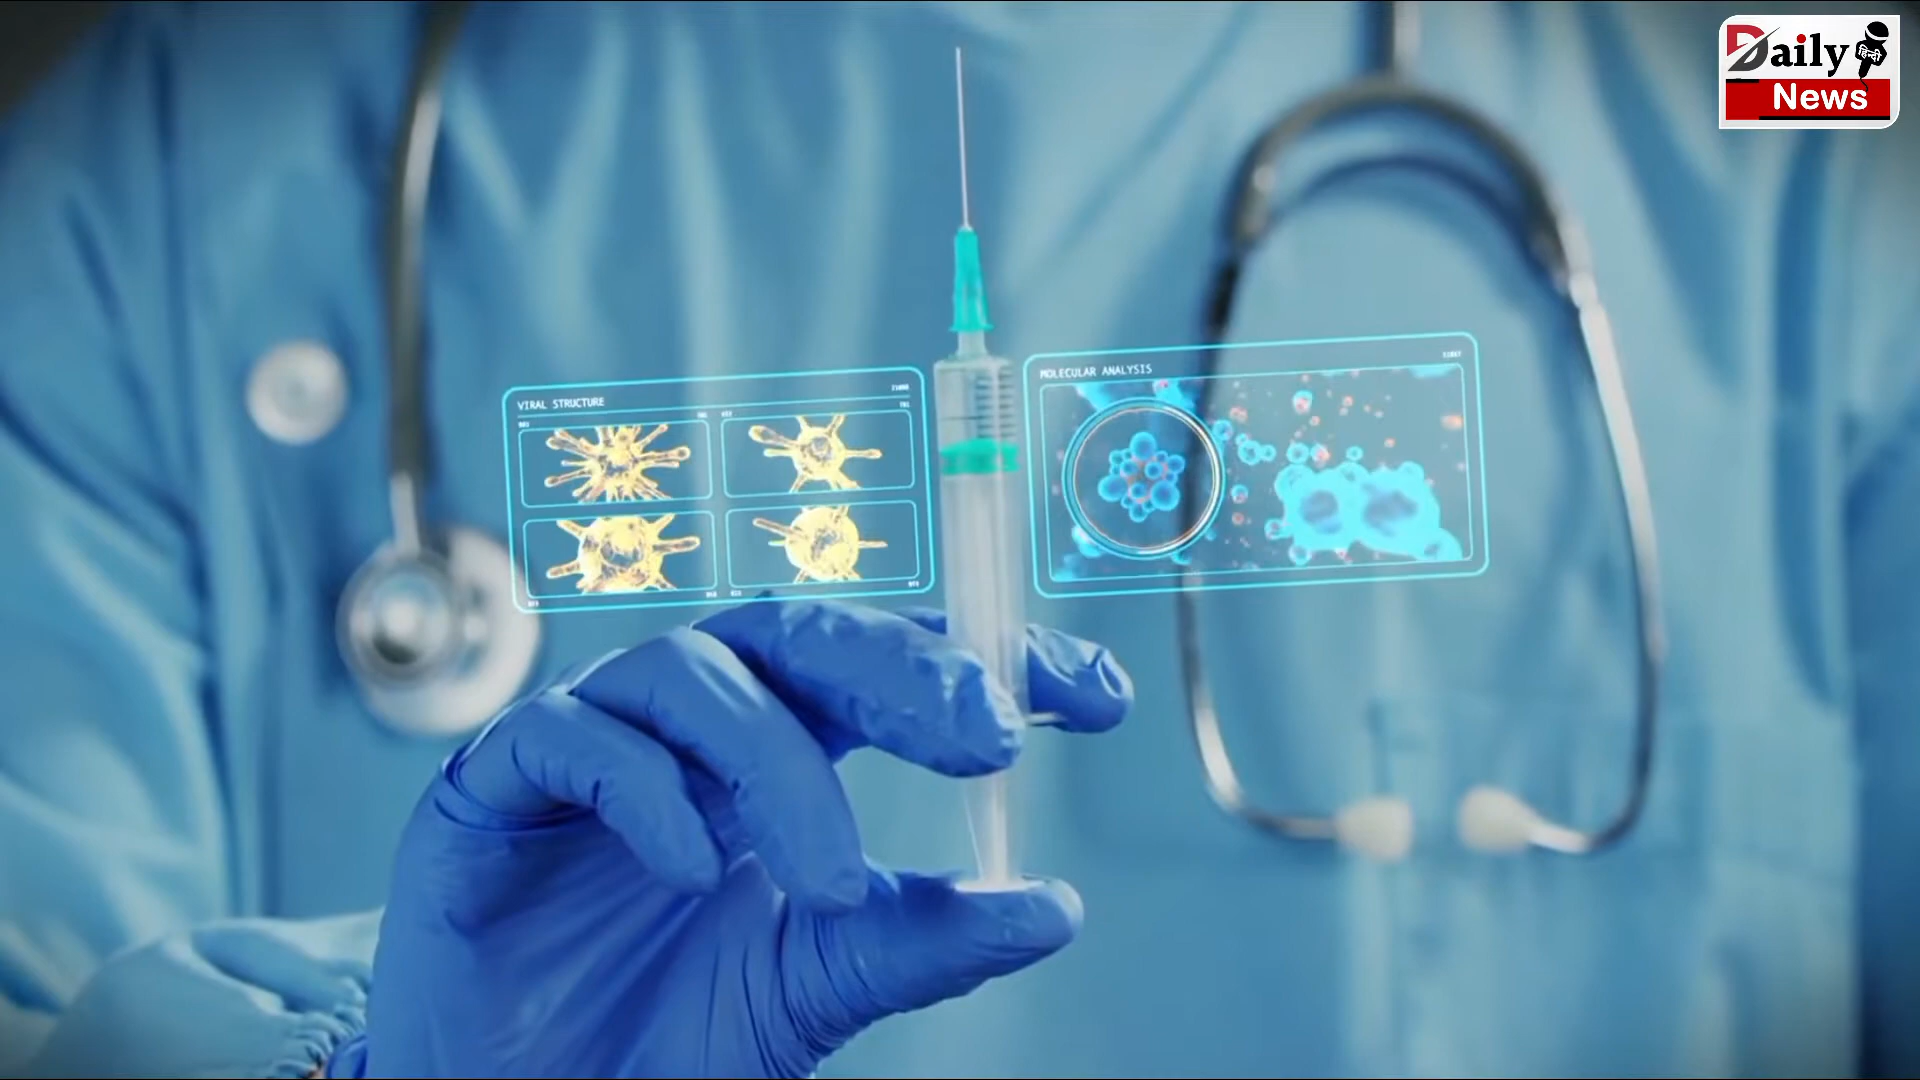 Daily
हिन्दी
News
VIRAL STRUCTURE
MOLECULAR ANALYSIS